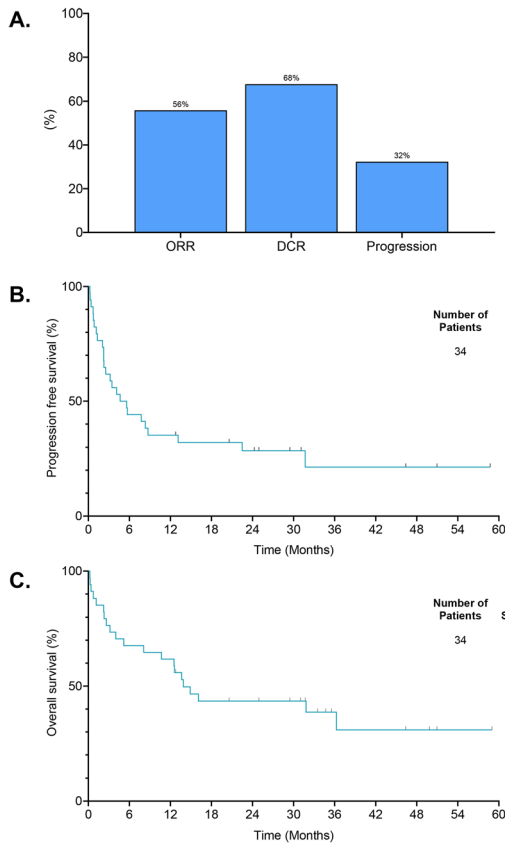 A.
100
80
60
40
20
0
(%)
56%
68%
32%
ORR DCR Progression
B.
100
50
0
Progression free survival (%)
Number of
Patients
34
0 6 12 18 24 30 36 42 48 54 60
Time (Months)
C.
100
50
0
Overall survival (%)
Number of
Patients S
34
0 6 12 18 24 30 36 42 48 54 60
Time (Months)